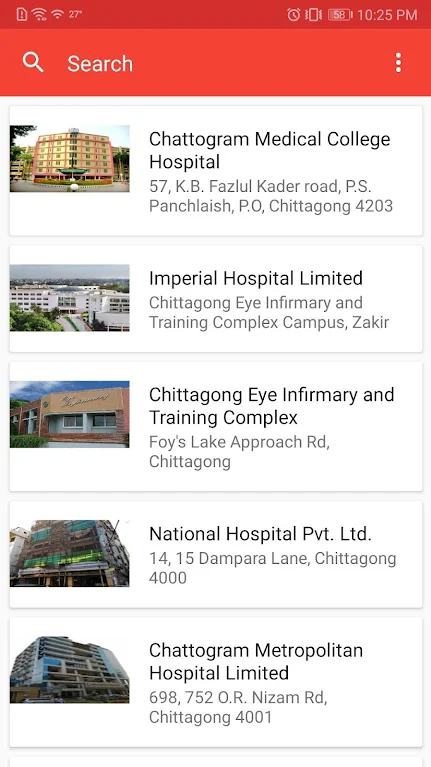 27°
58
10:25 PM
Search
Chattogram Medical College
Hospital
57, K.B. Fazlul Kader road, P.S.
Panchlaish, P.O, Chittagong 4203
Imperial Hospital Limited
Chittagong Eye Infirmary and
Training Complex Campus, Zakir
Chittagong Eye Infirmary and
Training Complex
Foy's Lake Approach Rd,
Chittagong
National Hospital Pvt. Ltd.
14, 15 Dampara Lane, Chittagong
4000
Chattogram Metropolitan
Hospital Limited
698, 752 O.R. Nizam Rd,
Chittagong 4001